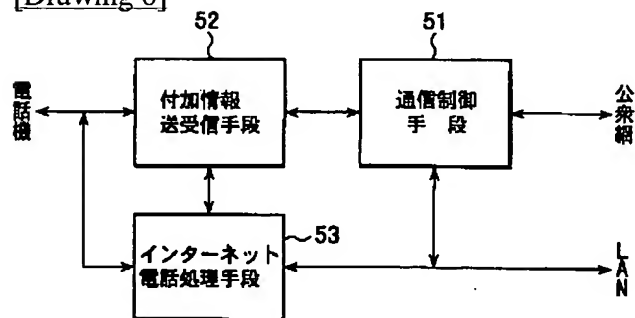 [Drawing 6]
52
51
電話機
付加情報
送受信手段
通信制御
手 段
公衆網
53
インターネット
電話処理手段
LAN